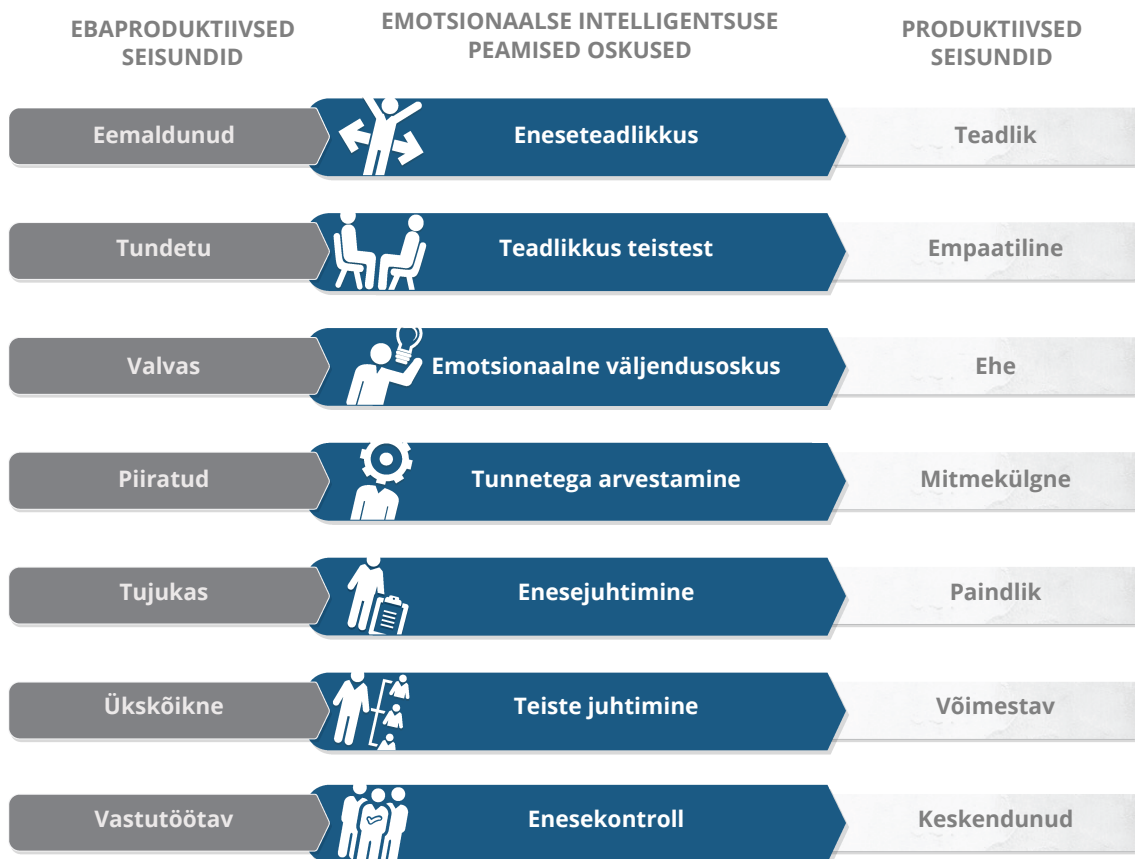 EBAPRODUKTIIVSED
SEISUNDID
EMOTSIONAALSE INTELLIGENTSUSE
PEAMISED OSKUSED
PRODUKTIIVSED
SEISUNDID
Eemaldunud
Eneseteadlikkus
Teadlik
Tundetu
Teadlikkus teistest
Empaatiline
Valvas
Emotsionaalne väljendusoskus
Ehe
Piiratud
Tunnetega arvestamine
Mitmekülgne
Tujukas
Enesejuhtimine
Paindlik
Ükskõikne
Teiste juhtimine
Võimestav
Vastutöötav
Enesekontroll
Keskendunud